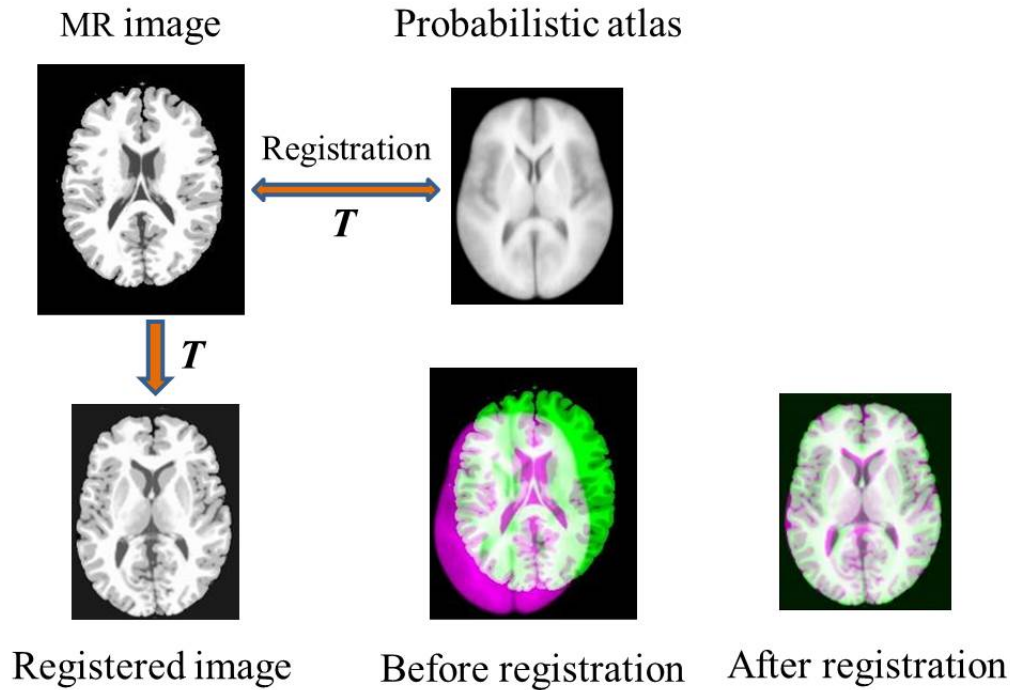 MR image
Probabilistic atlas
Registration
T
T
Registered image
Before registration
After registration